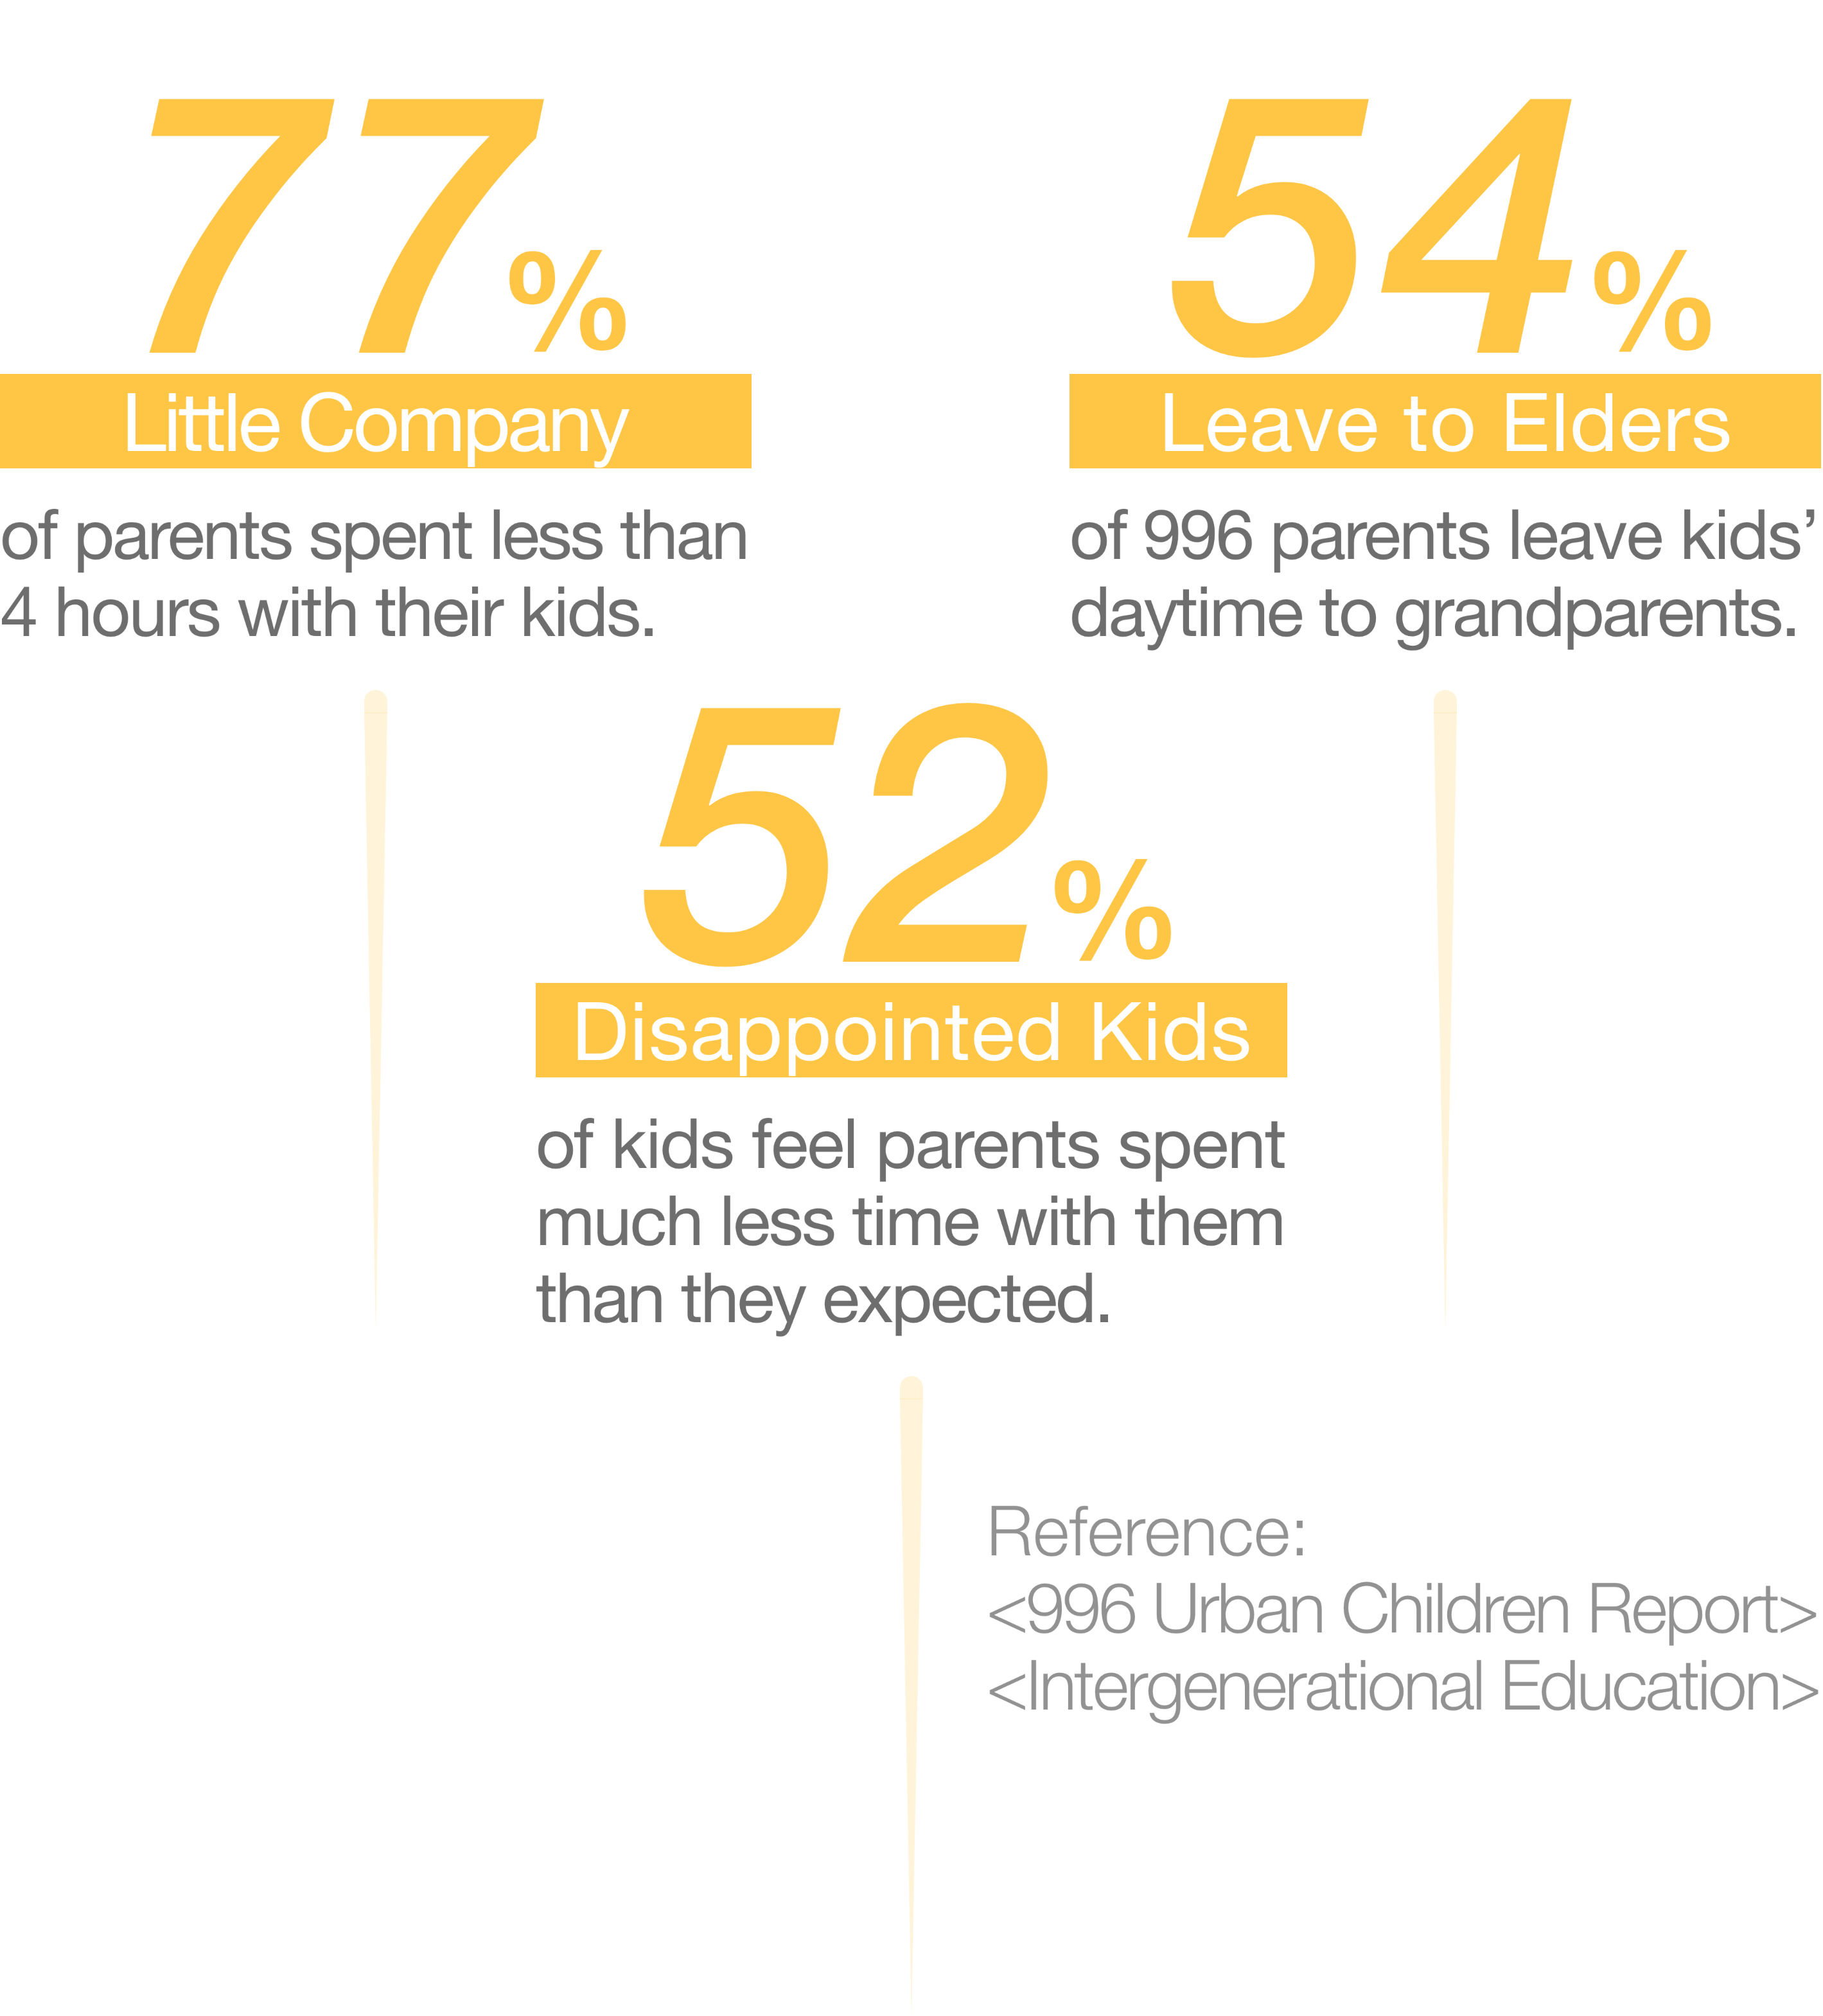 77%
Little Company
of parents spent less than
4 hours with their kids.
54%
Leave to Elders
of 996 parents leave kids’
daytime to grandparents.
52%
Disappointed Kids
of kids feel parents spent
much less time with them
than they expected.
Reference:
<996 Urban Children Report>
<Intergenerational Education>